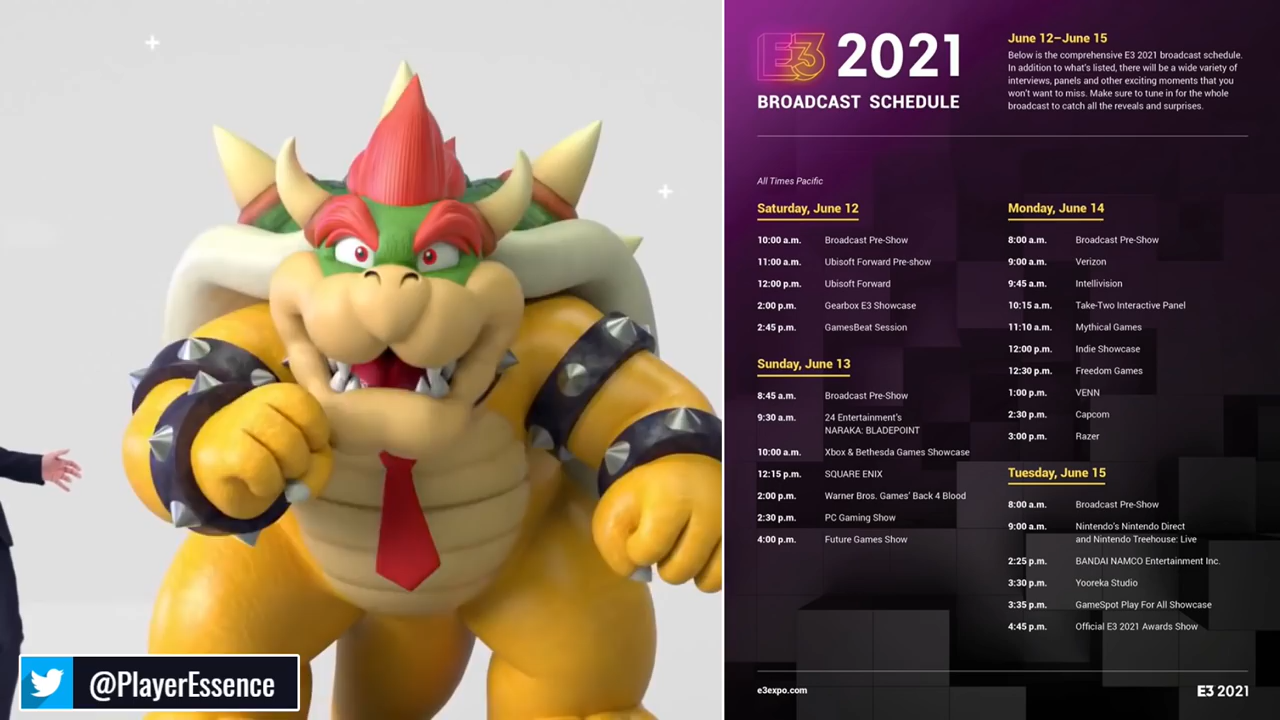 E3 2021
BROADCAST SCHEDULE
June 12–June 15
Below is the comprehensive E3 2021 broadcast schedule.
In addition to what's listed, there will be a wide variety of
interviews, panels and other exciting moments that you
won't want to miss. Make sure to tune in for the whole
broadcast to catch all the reveals and surprises.
All Times Pacific
Saturday, June 12
10:00 a.m. Broadcast Pre-Show
11:00 a.m. Ubisoft Forward Pre-show
12:00 p.m. Ubisoft Forward
2:00 p.m. Gearbox E3 Showcase
2:45 p.m. GamesBeat Session
Sunday, June 13
8:45 a.m. Broadcast Pre-Show
9:30 a.m. 24 Entertainment's
NARAKA: BLADEPOINT
10:00 a.m. Xbox & Bethesda Games Showcase
12:15 p.m. SQUARE ENIX
2:00 p.m. Warner Bros. Games' Back 4 Blood
2:30 p.m. PC Gaming Show
4:00 p.m. Future Games Show
Monday, June 14
8:00 a.m. Broadcast Pre-Show
9:00 a.m. Verizon
9:45 a.m. Intellivision
10:15 a.m. Take-Two Interactive Panel
11:10 a.m. Mythical Games
12:00 p.m. Indie Showcase
12:30 p.m. Freedom Games
1:00 p.m. VENN
2:30 p.m. Capcom
3:00 p.m. Razer
Tuesday, June 15
8:00 a.m. Broadcast Pre-Show
9:00 a.m. Nintendo's Nintendo Direct
and Nintendo Treehouse: Live
2:25 p.m. BANDAI NAMCO Entertainment Inc.
3:30 p.m. Yooreka Studio
3:35 p.m. GameSpot Play For All Showcase
4:45 p.m. Official E3 2021 Awards Show
e3expo.com
E3 2021
@PlayerEssence